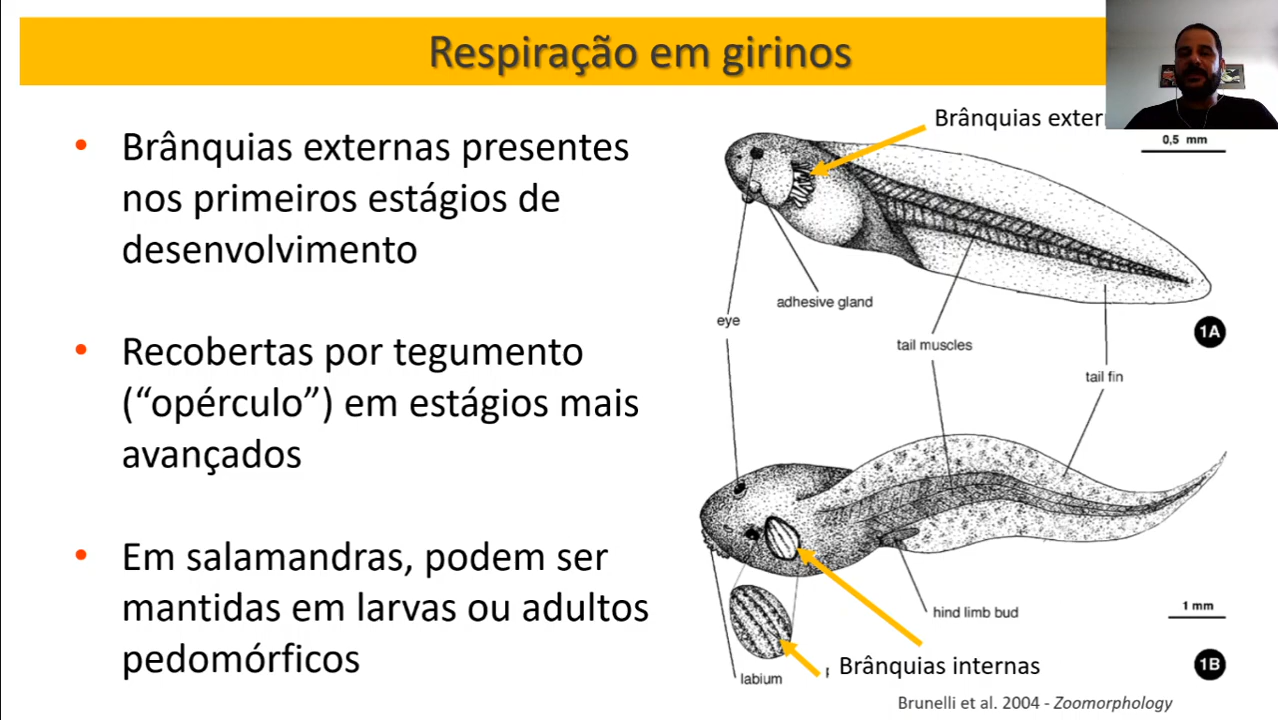 Respiração em girinos
• Brânquias externas presentes
nos primeiros estágios de
desenvolvimento
• Recobertas por tegumento
(“opérculo”) em estágios mais
avançados
• Em salamandras, podem ser
mantidas em larvas ou adultos
pedomórficos
Brânquias
0,5 mm
adhesive gland
eye
1A
tail muscles
tail fin
hind limb bud
1 mm
Brânquias internas
1B
labium
Brunelli et al. 2004 - Zoomorphology